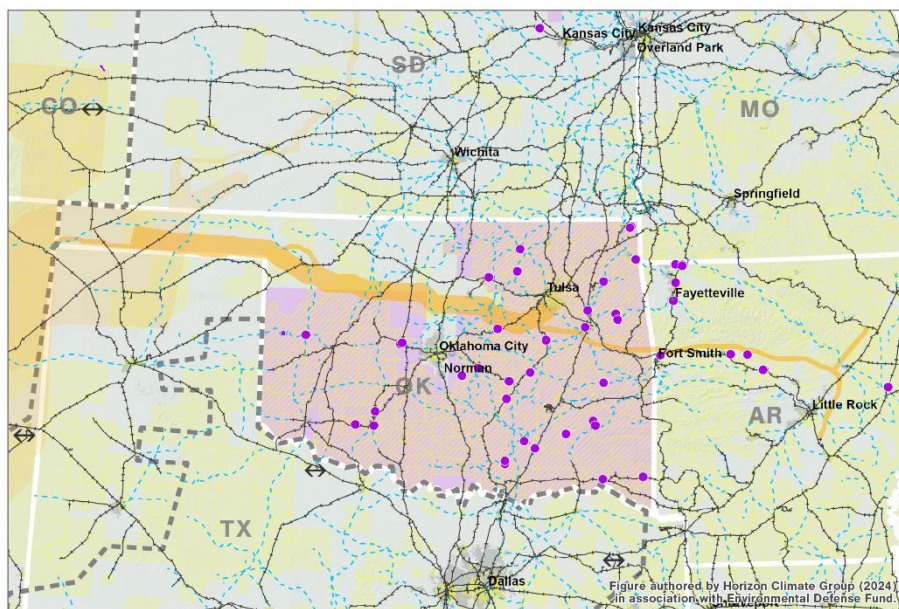 Kansas City
Kansas City
Overland Park
SD
CO
MO
Wichita
Springfield
Tulsa
Fayetteville
Oklahoma City
Fort Smith
Norman
OK
Little Rock
AR
TX
Dallas
Figure authored by Horizon Climate Group (2024)
in association with Environmental Defense Fund.